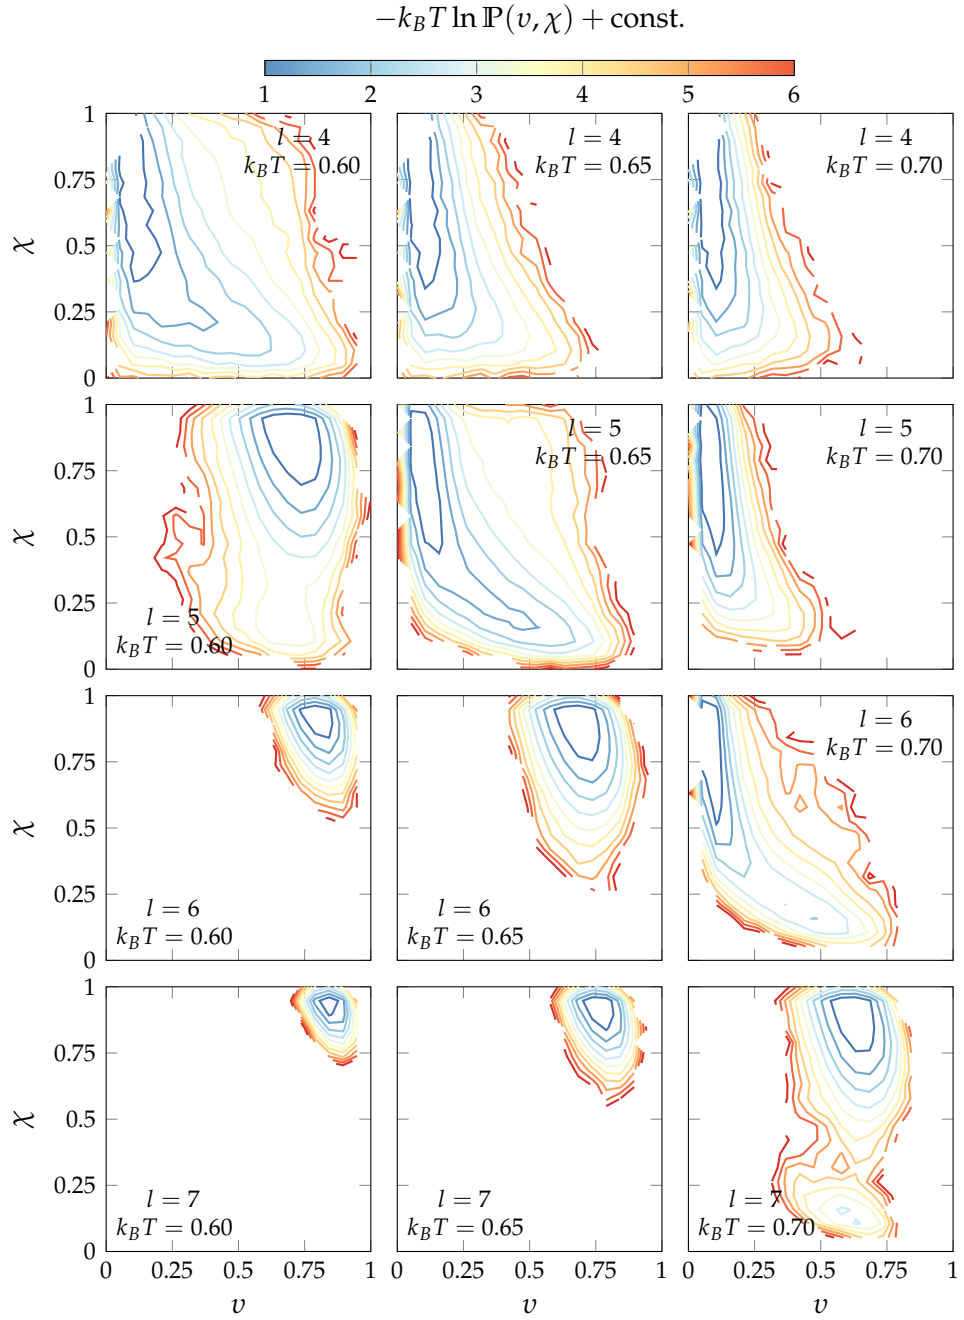 −k_BT ln ℙ(v, χ) + const.
1 2 3 4 5 6
1
l = 4
k_BT = 0.60
l = 4
k_BT = 0.65
l = 4
k_BT = 0.70
0.75
χ
0.5
0.25
0
1
l = 5
k_BT = 0.65
l = 5
k_BT = 0.70
0.75
χ
0.5
0.25
l = 5
k_BT = 0.60
0
1
l = 6
k_BT = 0.70
0.75
χ
0.5
0.25
l = 6
k_BT = 0.60
l = 6
k_BT = 0.65
0
1
0.75
χ
0.5
0.25
l = 7
k_BT = 0.60
l = 7
k_BT = 0.65
l = 7
k_BT = 0.70
0
0 0.25 0.5 0.75 1 0 0.25 0.5 0.75 1 0 0.25 0.5 0.75 1
v v v